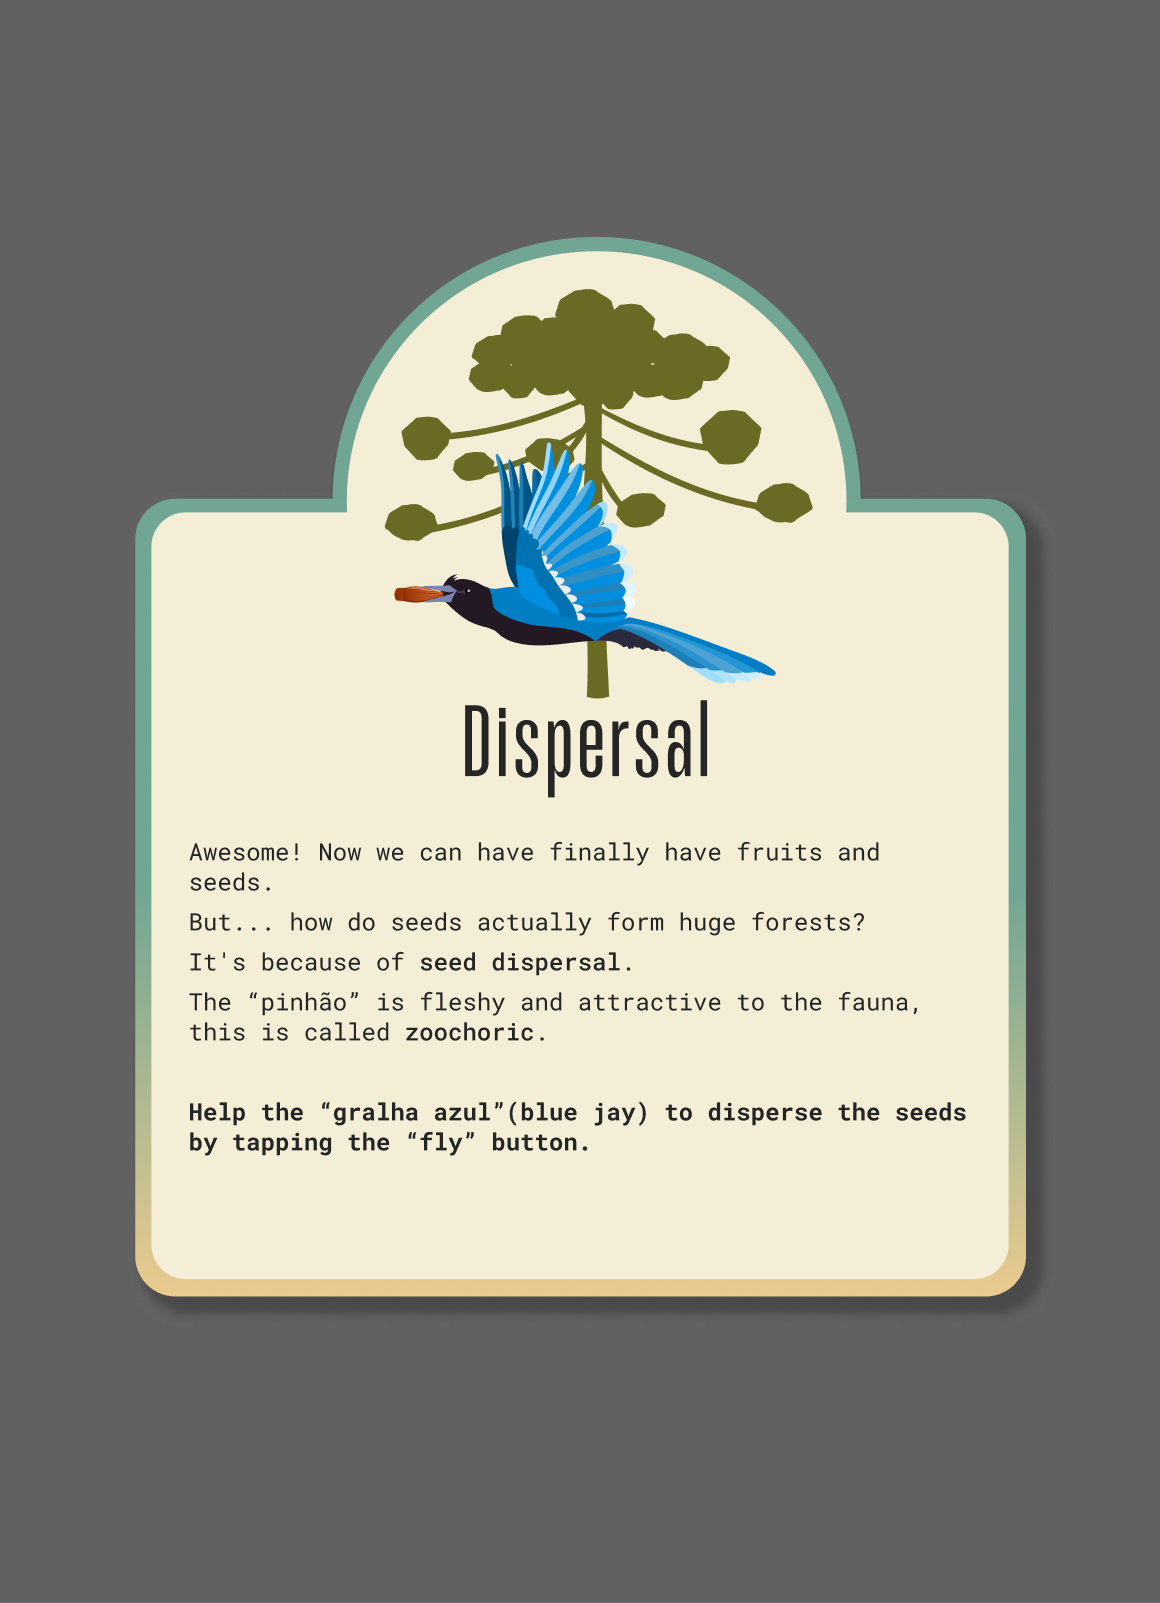 Dispersal
Awesome! Now we can have finally have fruits and
seeds.
But... how do seeds actually form huge forests?
It's because of seed dispersal.
The “pinhão” is fleshy and attractive to the fauna,
this is called zoochoric.
Help the “gralha azul”(blue jay) to disperse the seeds
by tapping the “fly” button.